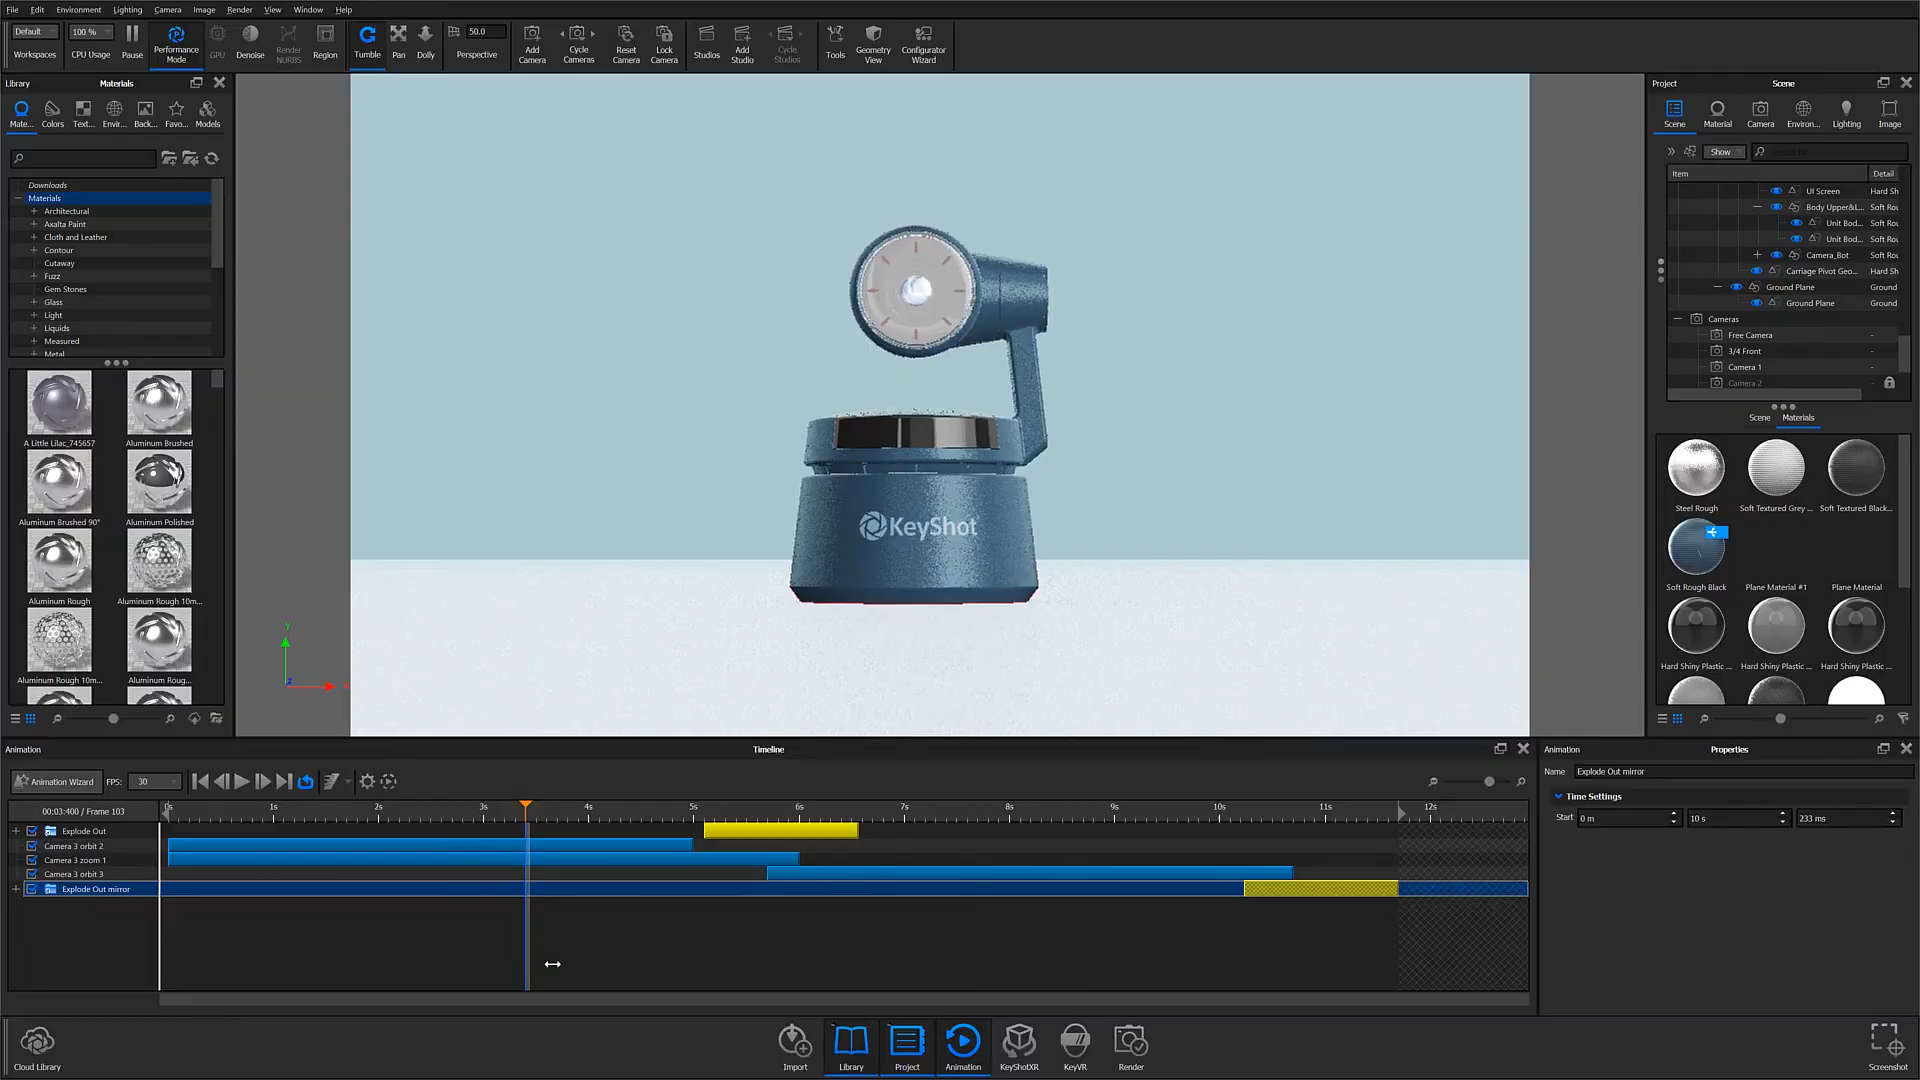 File Edit Environment Lighting Camera Image Render View Window Help
Default 100 % 50.0
Workspaces CPU Usage Pause Performance Mode GPU Denoise Render NURBS Region Tumble Pan Dolly Perspective Add Camera Cycle Cameras Reset Camera Lock Camera Studios Add Studio Cycle Studios Tools Geometry View Configurator Wizard
Library Materials
Mate... Colors Text... Envir... Back... Favo... Models
Downloads
Materials
Architectural
Axalta Paint
Cloth and Leather
Contour
Cutaway
Fuzz
Gem Stones
Glass
Light
Liquids
Measured
Metal
A Little Lilac_745657 Aluminum Brushed
Aluminum Brushed 90° Aluminum Polished
Aluminum Rough Aluminum Rough 10m...
Aluminum Rough 10m... Aluminum Roug...
KeyShot
y
Project Scene
Scene Material Camera Environ... Lighting Image
Show
Item Detail
UI Screen Hard Sh
Body Upper&L... Soft Rou
Unit Bod... Soft Rou
Unit Bod... Soft Rou
Camera_Bot Soft Rou
Carriage Pivot Geo... Hard Sh
Ground Plane Ground
Ground Plane Ground
Cameras
Free Camera -
3/4 Front -
Camera 1 -
Camera 2 -
Scene Materials
Steel Rough Soft Textured Grey ... Soft Textured Black...
Soft Rough Black Plane Material #1 Plane Material
Hard Shiny Plastic ... Hard Shiny Plastic ... Hard Shiny Plastic ...
Animation Timeline
Animation Wizard FPS: 30
00:03:400 / Frame 103
0s 1s 2s 3s 4s 5s 6s 7s 8s 9s 10s 11s 12s
Explode Out
Camera 3 orbit 2
Camera 3 zoom 1
Camera 3 orbit 3
Explode Out mirror
Animation Properties
Name Explode Out mirror
Time Settings
Start 0 m 10 s 233 ms
Cloud Library Import Library Project Animation KeyShotXR KeyVR Render Screenshot